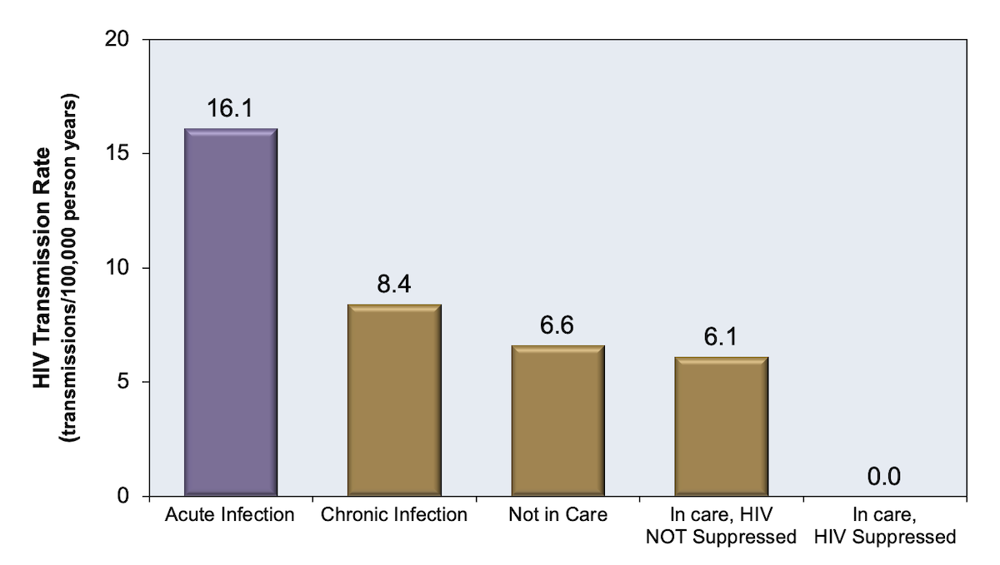 HIV Transmission Rate
(transmissions/100,000 person years)
20
15
10
5
0
16.1
8.4
6.6
6.1
0.0
Acute Infection
Chronic Infection
Not in Care
In care, HIV
NOT Suppressed
In care,
HIV Suppressed